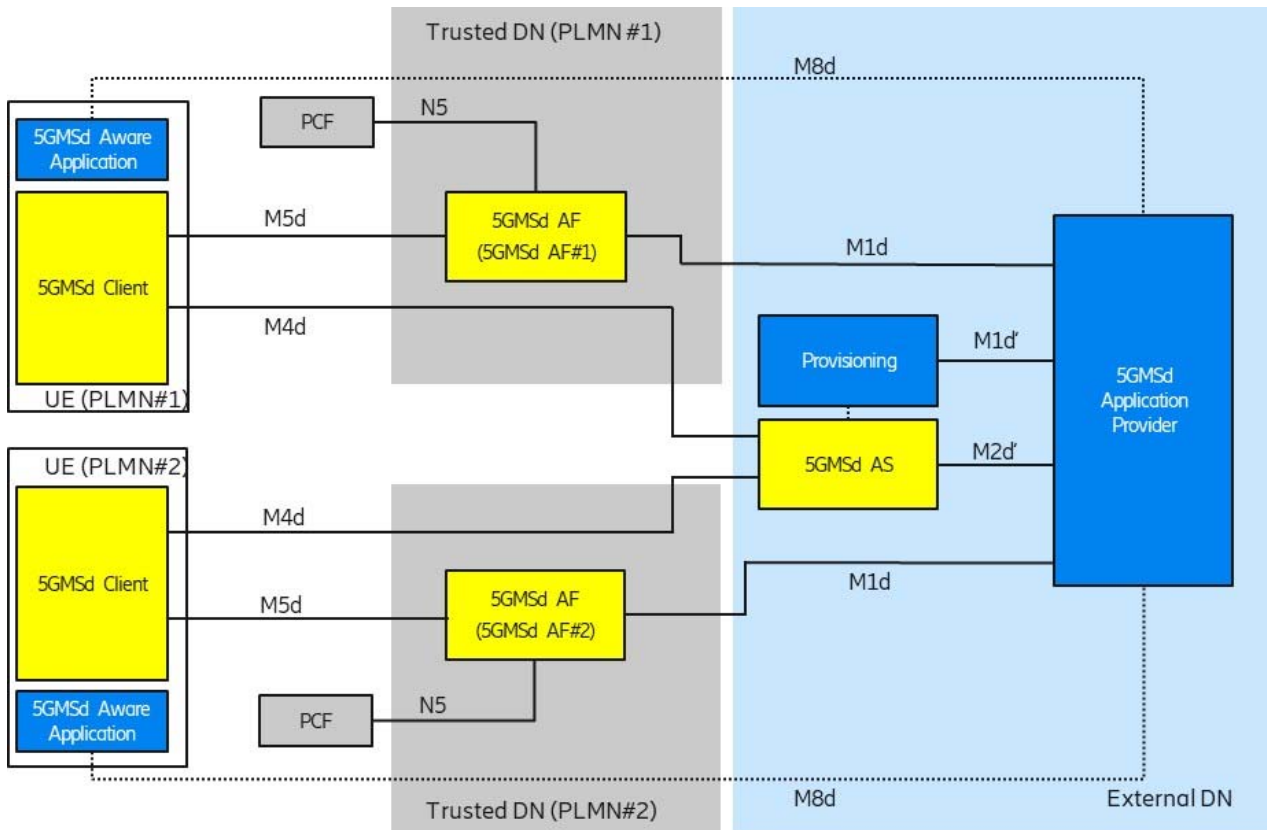 Trusted DN (PLMN #1)
M8d
N5
PCF
5GMSd Aware
Application
M5d
5GMSd AF
(5GMSd AF#1)
M1d
5GMSd Client
M4d
Provisioning
M1d’
5GMSd
Application
Provider
UE (PLMN#1)
UE (PLMN#2)
5GMSd AS
M2d’
M4d
5GMSd Client
M5d
5GMSd AF
(5GMSd AF#2)
M1d
5GMSd Aware
Application
PCF
N5
M8d
External DN
Trusted DN (PLMN#2)